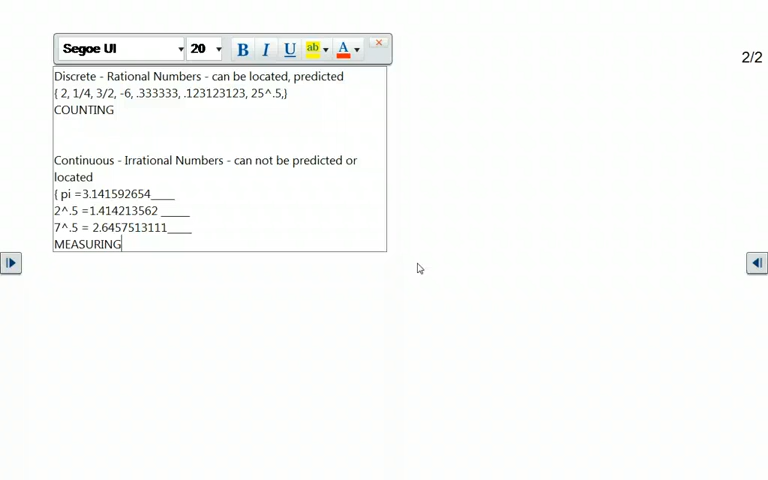 Segoe UI 20 B I U ab A
2/2
Discrete - Rational Numbers - can be located, predicted
{ 2, 1/4, 3/2, -6, .333333, .123123123, 25^.5,}
COUNTING
Continuous - Irrational Numbers - can not be predicted or
located
{ pi =3.141592654____
2^.5 =1.414213562 _____
7^.5 = 2.6457513111____
MEASURING